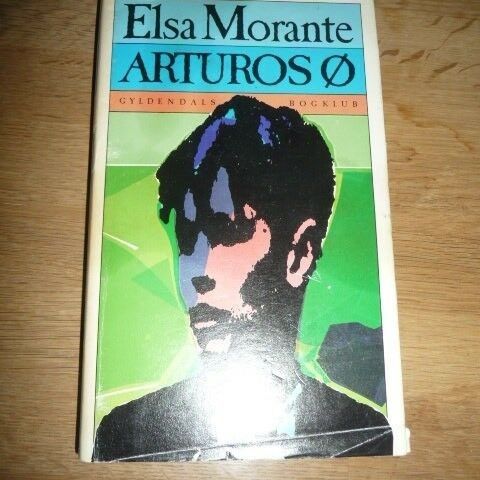 Elsa Morante
ARTUROS Ø
GYLDENDALS BOGKLUB